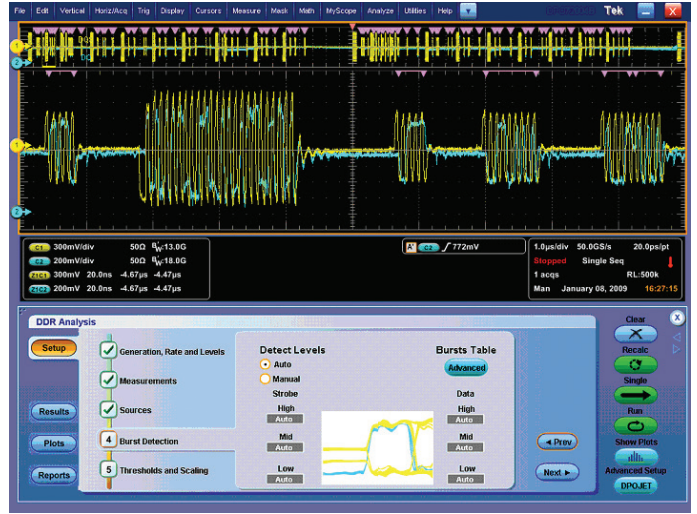 File Edit Vertical Horiz/Acq Trig Display Cursors Measure Mask Math MyScope Analyze Utilities Help Tek X
1
2
1
2
C1 300mV/div 50Ω BW:13.0G
C2 200mV/div 50Ω BW:18.0G
Z1C1 300mV 20.0ns -4.67µs -4.47µs
Z1C2 200mV 20.0ns -4.67µs -4.47µs
A' C2 772mV
1.0µs/div 50.0GS/s 20.0ps/pt
Stopped Single Seq
1 acqs RL:500k
Man January 08, 2009 16:27:15
DDR Analysis
Setup
Results
Plots
Reports
Generation, Rate and Levels
Measurements
Sources
4 Burst Detection
5 Thresholds and Scaling
Detect Levels
Auto
Manual
Strobe
High
Auto
Mid
Auto
Low
Auto
Bursts Table
Advanced
Data
High
Auto
Mid
Auto
Low
Auto
Prev
Next
Clear X
Recalc
Single
Run
Show Plots
Advanced Setup
DPOJET